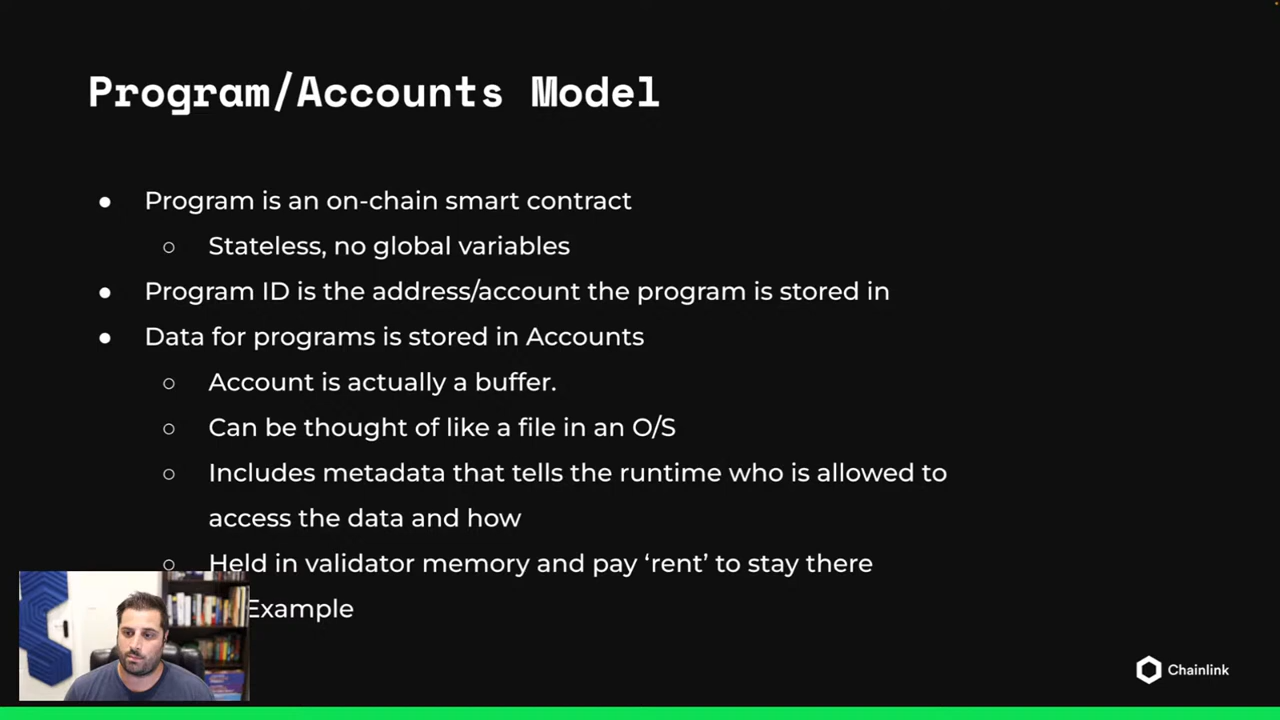 Program/Accounts Model
● Program is an on-chain smart contract
○ Stateless, no global variables
● Program ID is the address/account the program is stored in
● Data for programs is stored in Accounts
○ Account is actually a buffer.
○ Can be thought of like a file in an O/S
○ Includes metadata that tells the runtime who is allowed to
access the data and how
○ Held in validator memory and pay ‘rent’ to stay there
Example
Chainlink